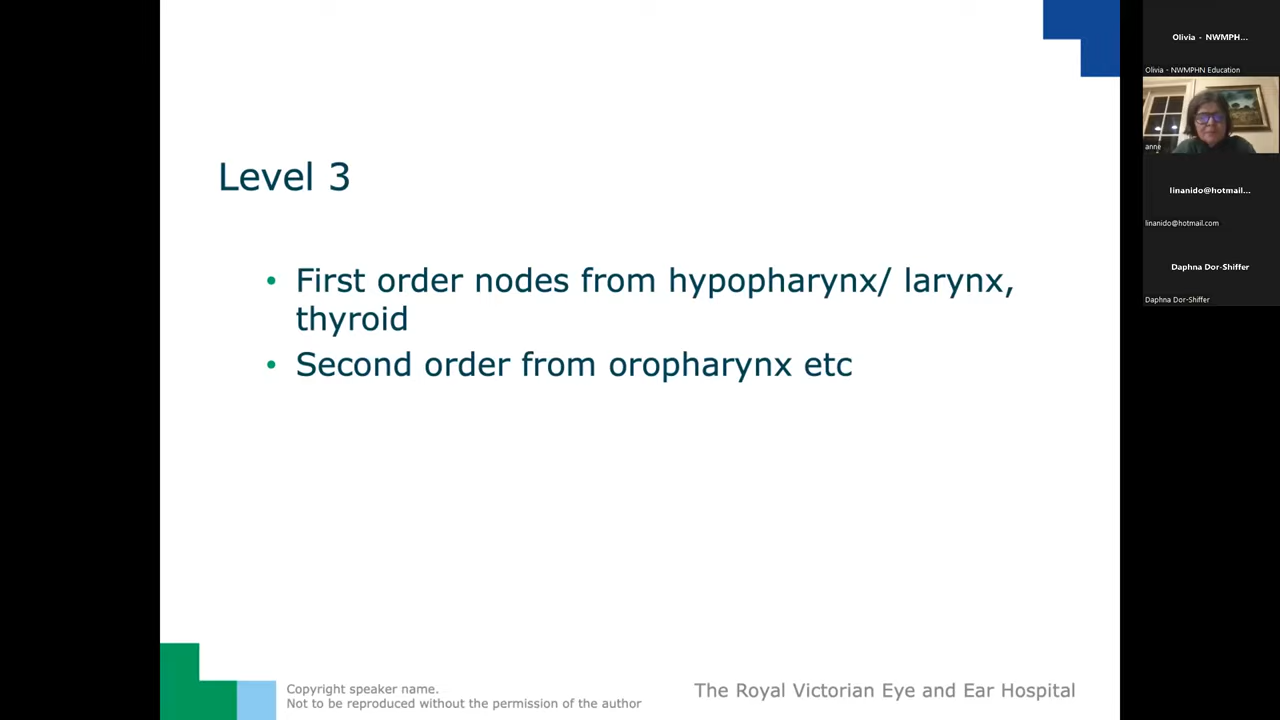 Level 3
• First order nodes from hypopharynx/ larynx,
thyroid
• Second order from oropharynx etc
Copyright speaker name.
Not to be reproduced without the permission of the author
The Royal Victorian Eye and Ear Hospital
Olivia - NWMPH...
Olivia - NWMPHN Education
anne
linanido@hotmail...
linanido@hotmail.com
Daphna Dor-Shiffer
Daphna Dor-Shiffer